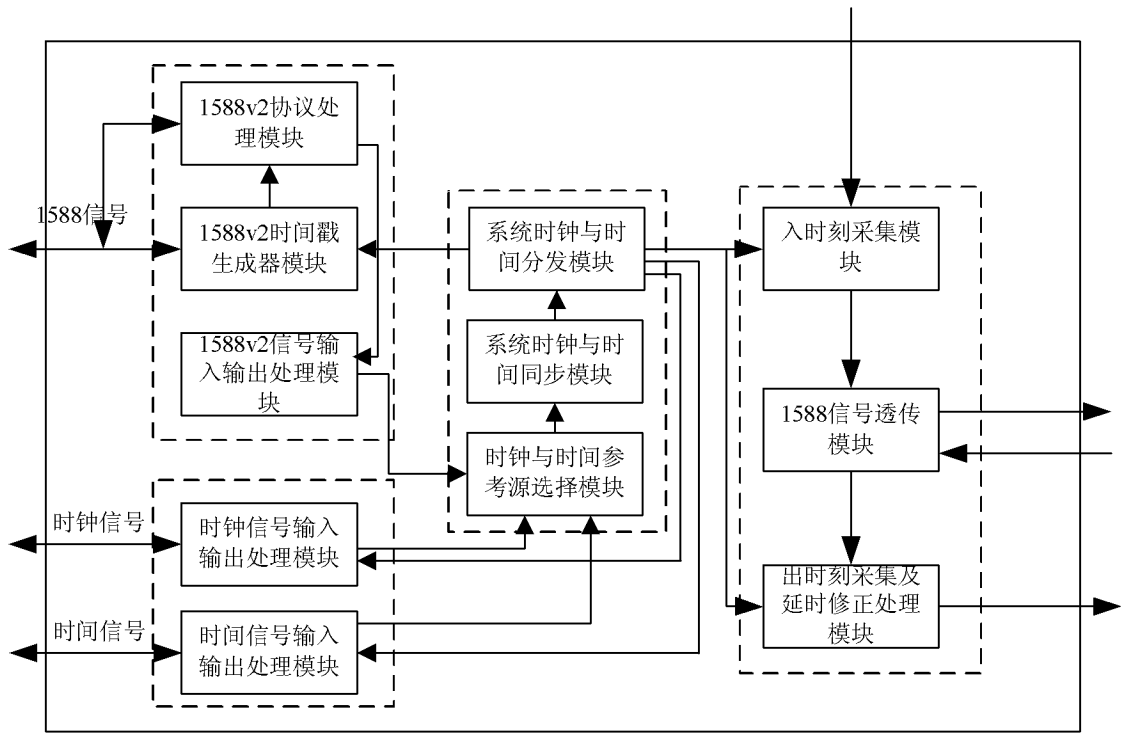 1588v2协议处
理模块
1588信号
1588v2时间戳
生成器模块
1588v2信号输
入输出处理模
块
系统时钟与时
间分发模块
系统时钟与时
间同步模块
时钟与时间参
考源选择模块
时钟信号
时钟信号输入
输出处理模块
时间信号
时间信号输入
输出处理模块
入时刻采集模
块
1588信号透传
模块
出时刻采集及
延时修正处理
模块